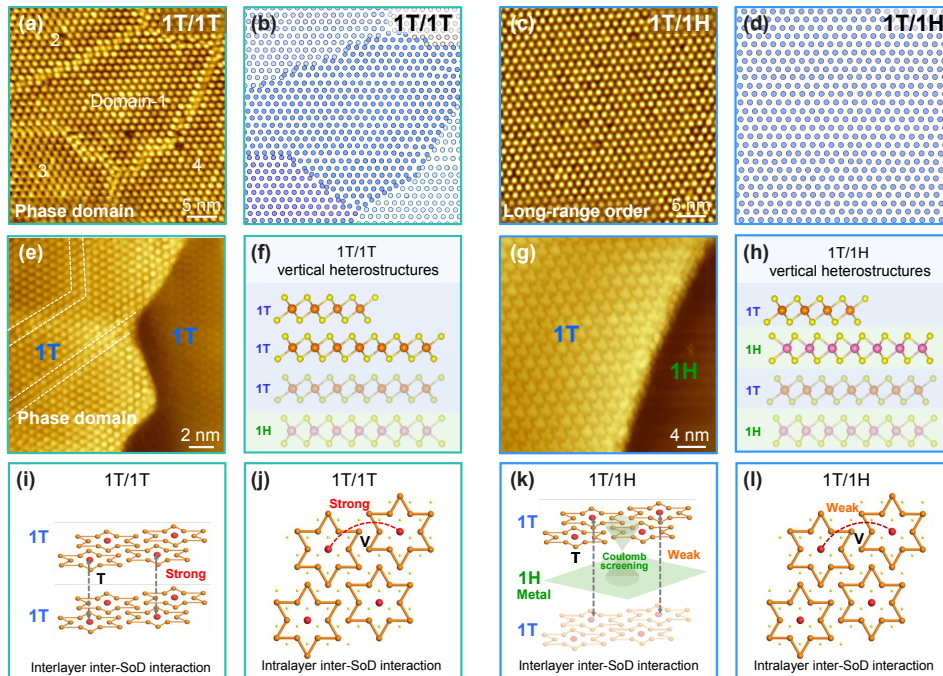 (a) 1T/1T
2
Domain-1
3
4
Phase domain
5 nm
(b) 1T/1T
(c) 1T/1H
Long-range order
5 nm
(d) 1T/1H
(e)
1T
1T
Phase domain
2 nm
(f) 1T/1T
vertical heterostructures
1T
1T
1T
1H
(g)
1T
1H
4 nm
(h) 1T/1H
vertical heterostructures
1T
1H
1T
1H
(i) 1T/1T
1T
T
Strong
1T
Interlayer inter-SoD interaction
(j) 1T/1T
Strong
V
Intralayer inter-SoD interaction
(k) 1T/1H
1T
T
Coulomb
screening
Weak
1H
Metal
1T
Interlayer inter-SoD interaction
(l) 1T/1H
Weak
V
Intralayer inter-SoD interaction